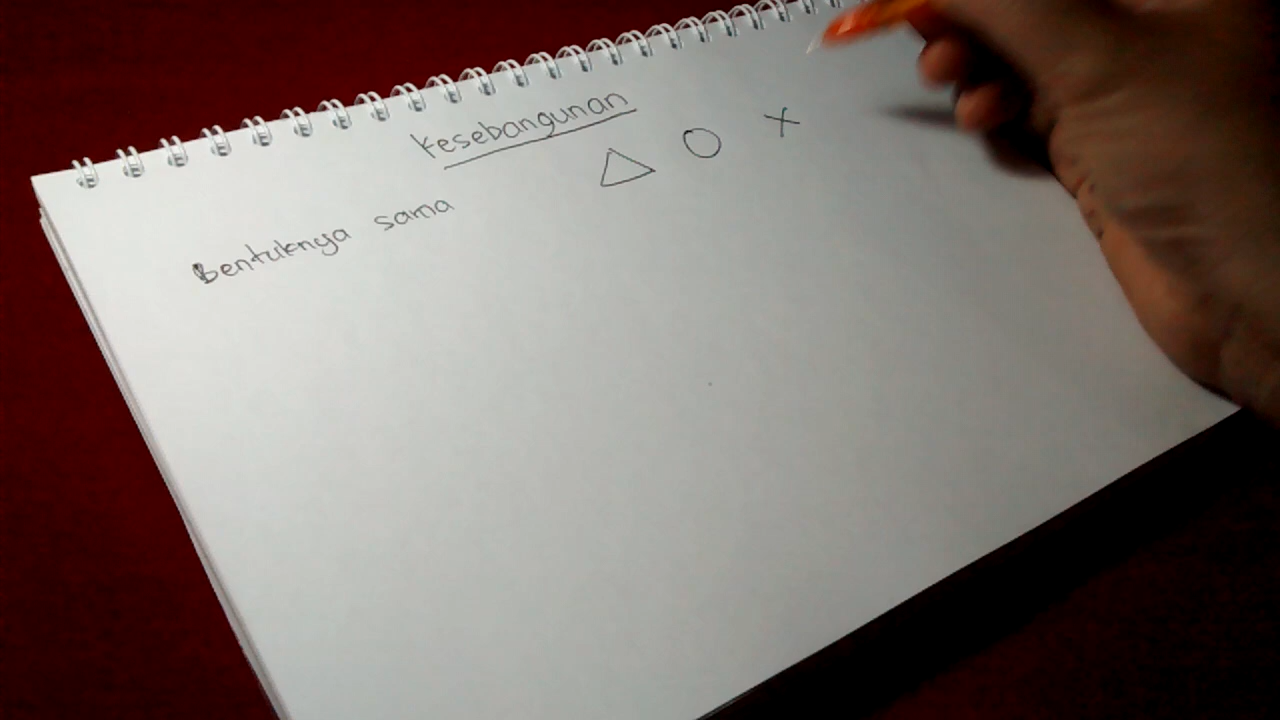 Kesebangunan
△ ○ ×
Bentuknya sama